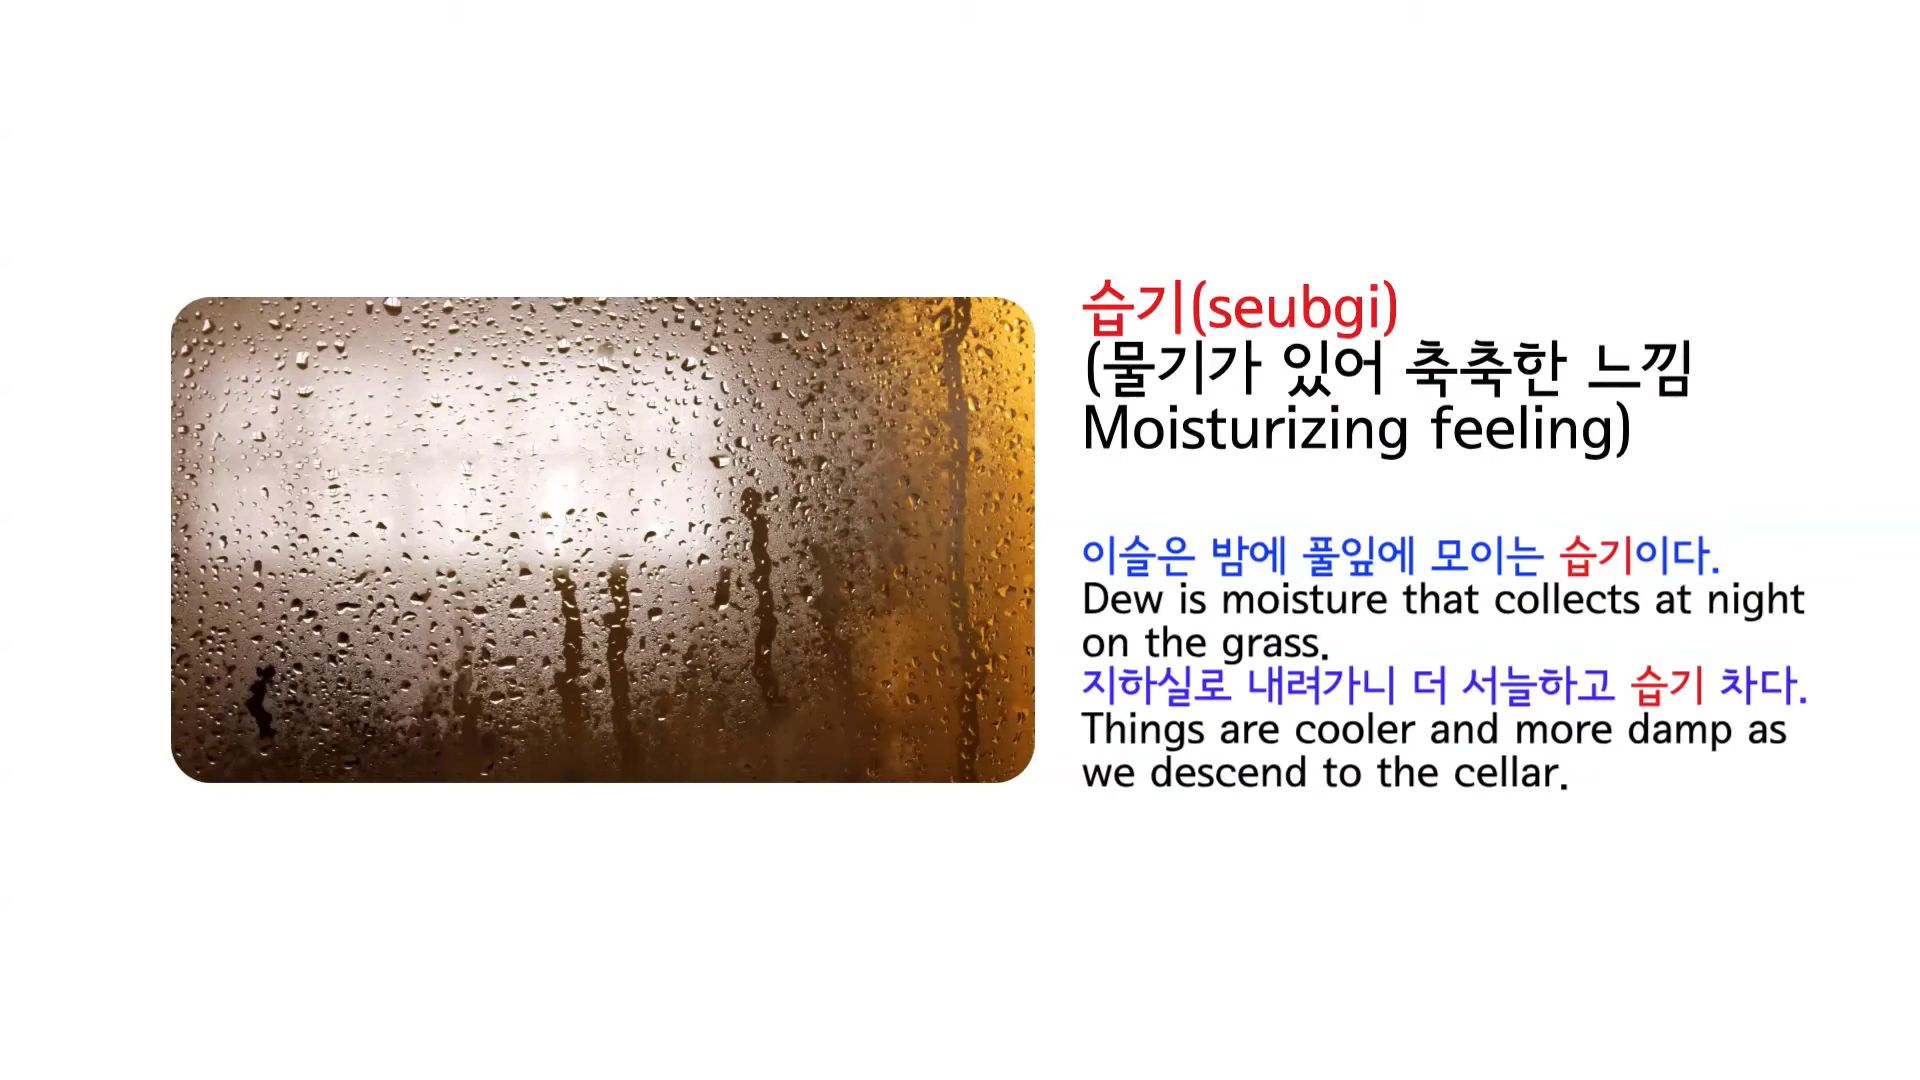 습기(seubgi)
(물기가 있어 축축한 느낌
Moisturizing feeling)
이슬은 밤에 풀잎에 모이는 습기이다.
Dew is moisture that collects at night
on the grass.
지하실로 내려가니 더 서늘하고 습기 차다.
Things are cooler and more damp as
we descend to the cellar.